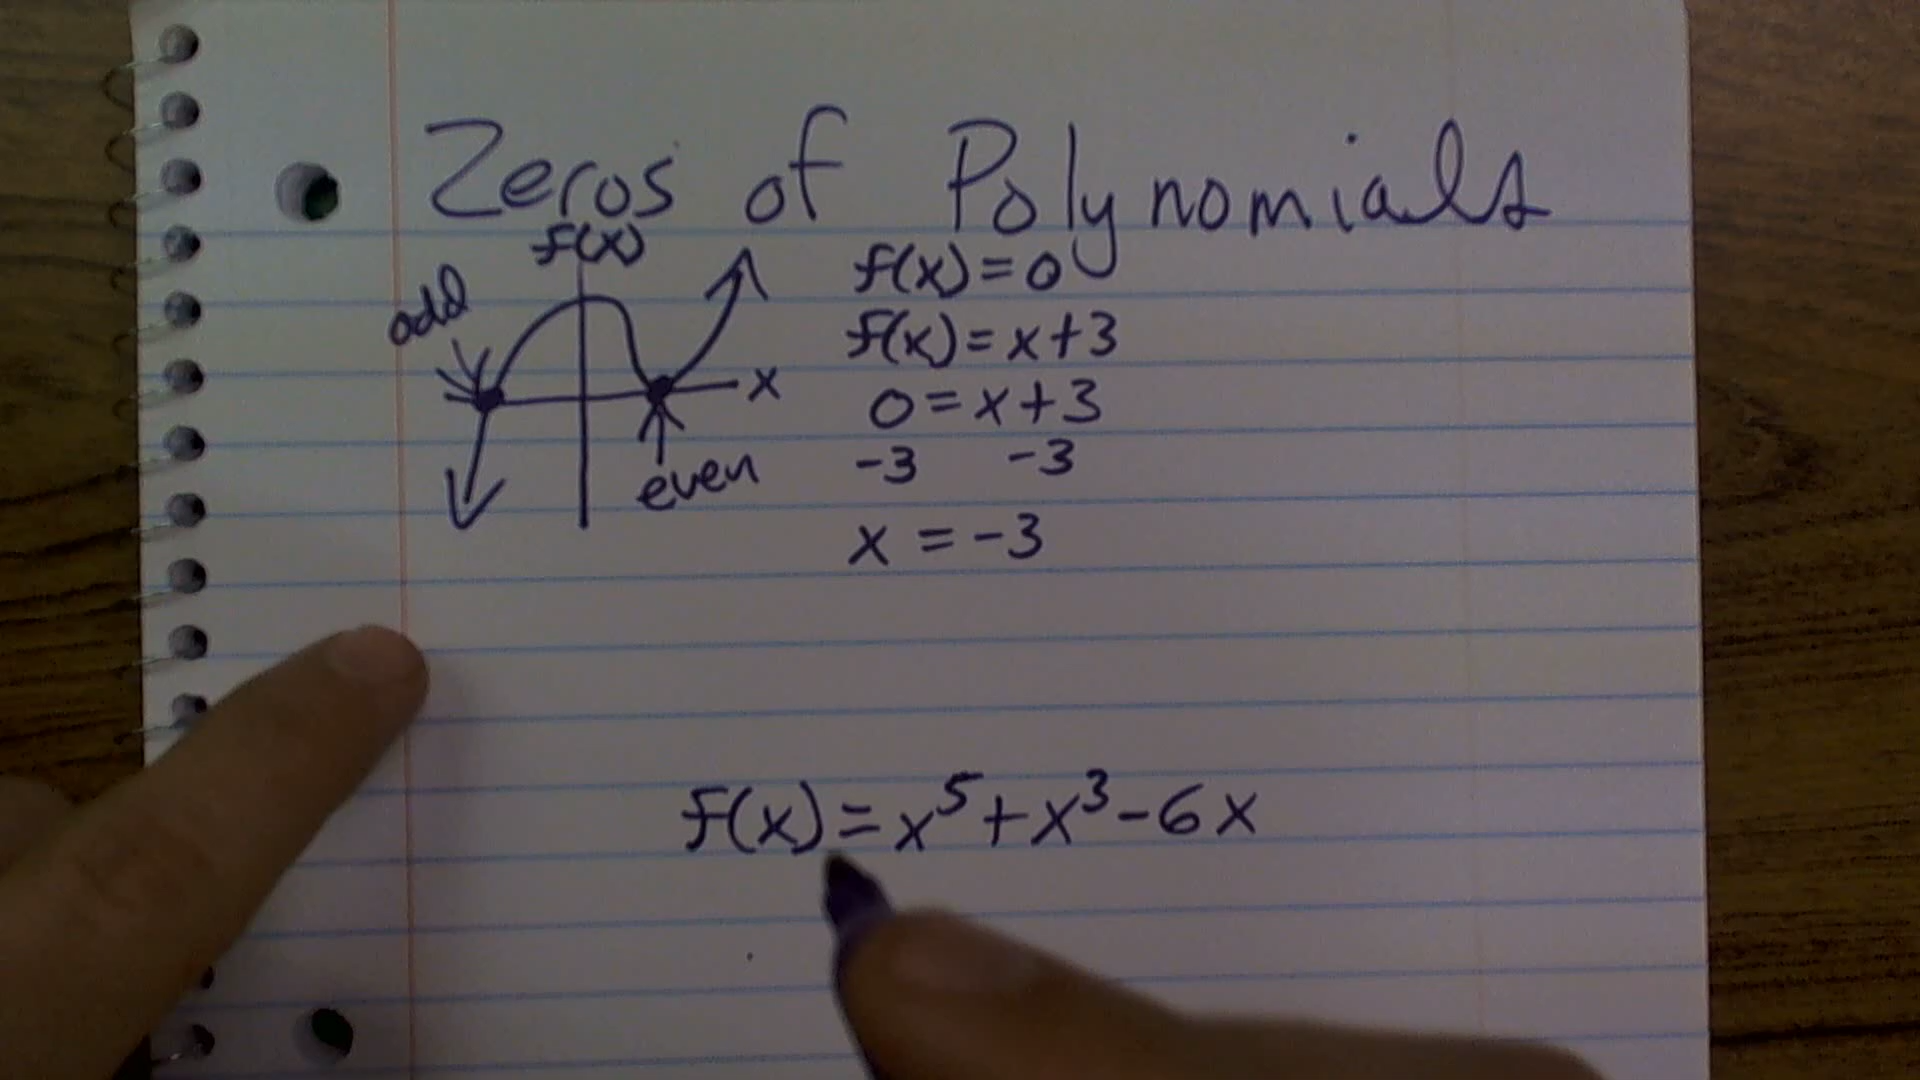 Zeros of Polynomials
f(x)
odd
x
even
f(x)=0
f(x)=x+3
0=x+3
-3 -3
x=-3
f(x)=x⁵+x³-6x